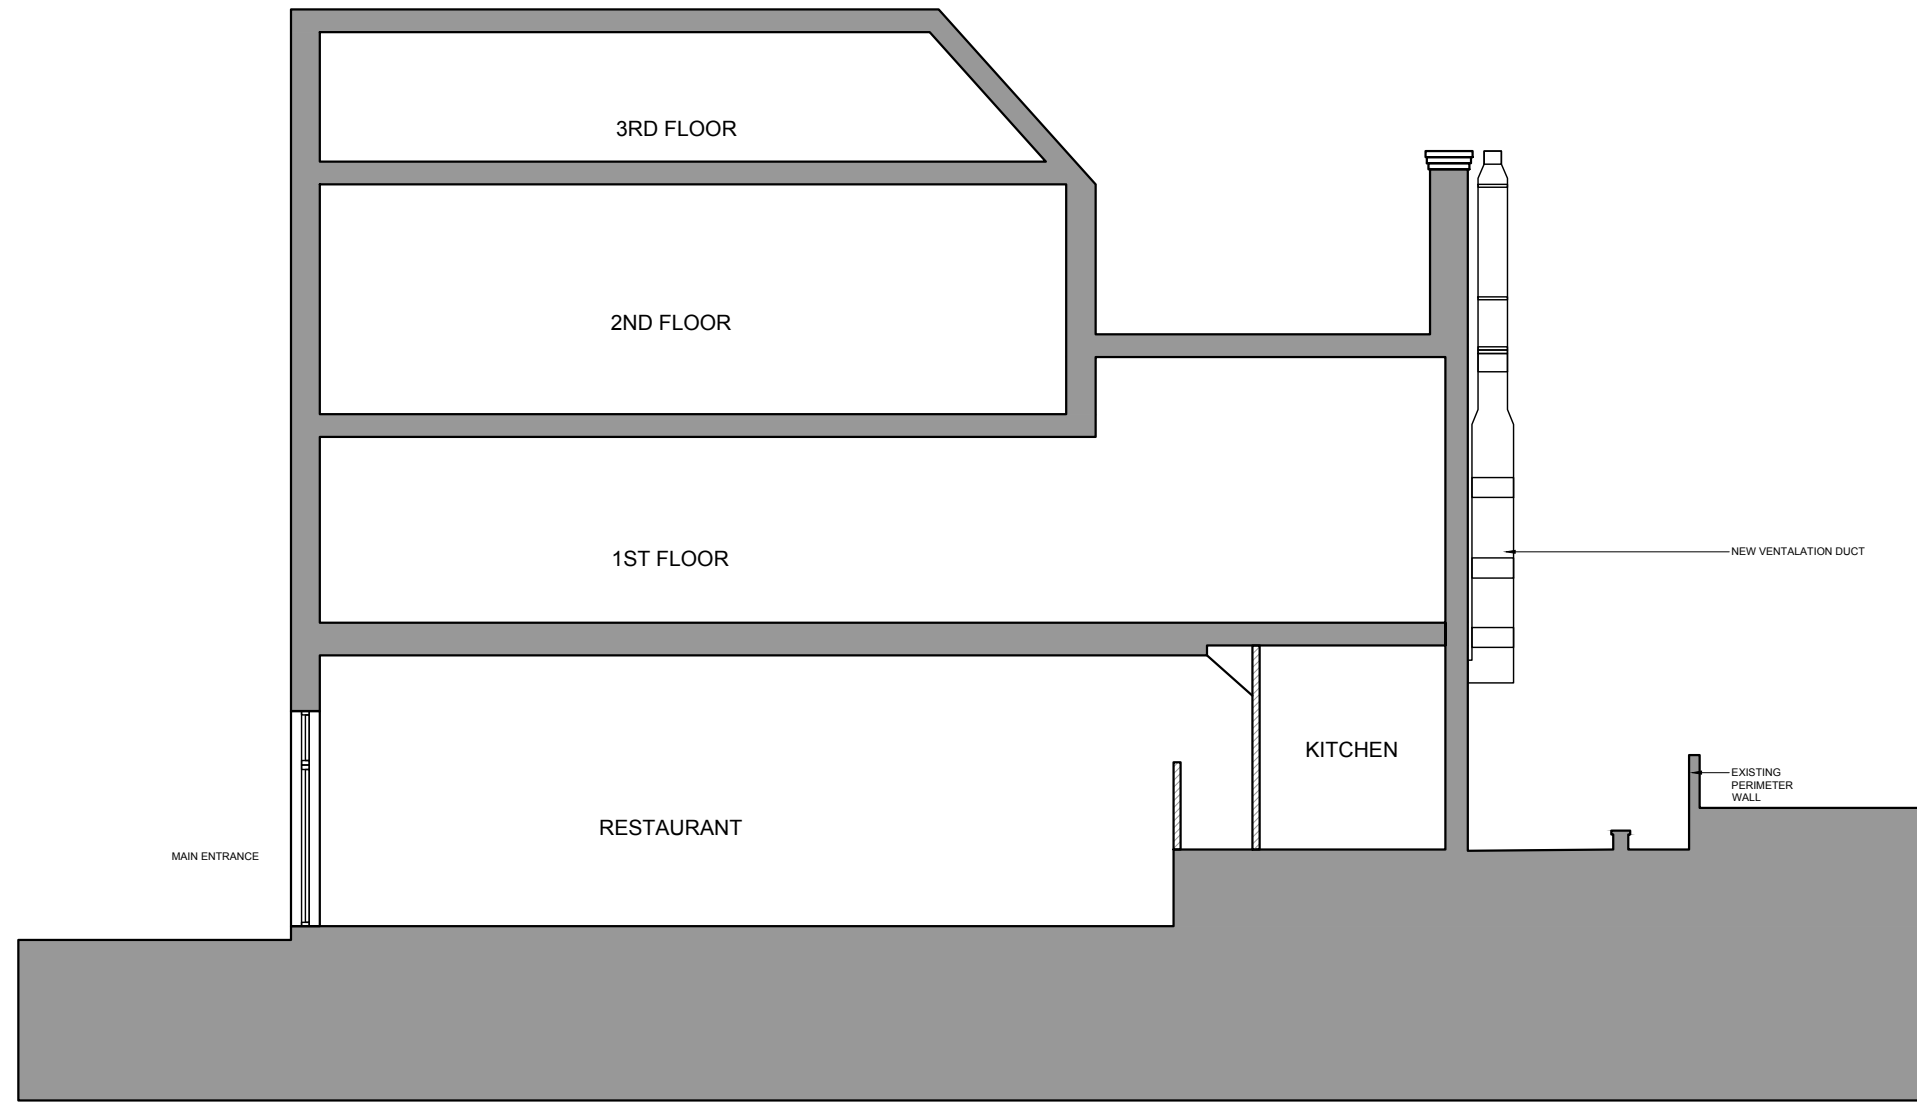 3RD FLOOR
2ND FLOOR
1ST FLOOR
NEW VENTALATION DUCT
KITCHEN
EXISTING
PERIMETER
WALL
RESTAURANT
MAIN ENTRANCE